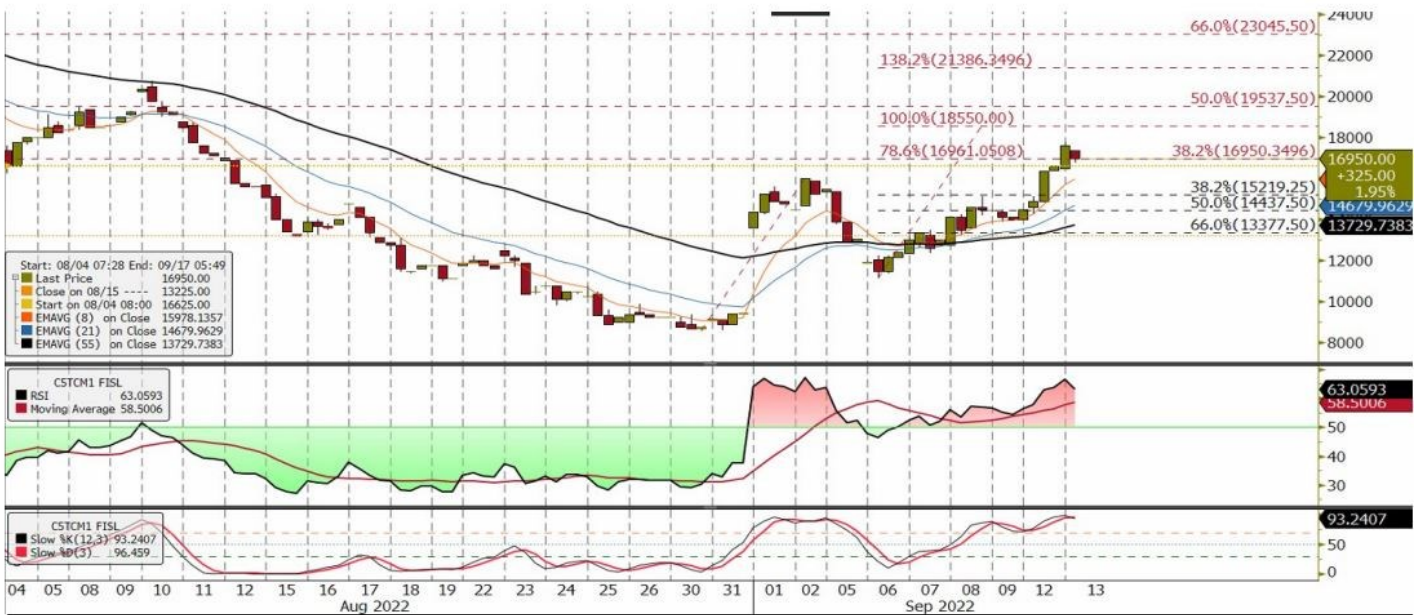 24000
66.0%(23045.50)
22000
138.2%(21386.3496)
20000
50.0%(19537.50)
100.0%(18550.00)
18000
78.6%(16961.0508)
38.2%(16950.3496)
16950.00
+325.00
1.95%
38.2%(15219.25)
50.0%(14437.50)
14679.9629
66.0%(13377.50)
13729.7383
12000
10000
8000
Start: 08/04 07:28 End: 09/17 05:49
Last Price 16950.00
Close on 08/15 ---- 13225.00
Start on 08/04 08:00 16625.00
EMAVG (8) on Close 15978.1357
EMAVG (21) on Close 14679.9629
EMAVG (55) on Close 13729.7383
CSTCM1 FISL
RSI 63.0593
Moving Average 58.5006
63.0593
58.5006
50
40
30
CSTCM1 FISL
Slow %K(12,3) 93.2407
Slow %D(3) 96.459
93.2407
50
0
04 05 08 09 10 11 12 15 16 17 18 19 22 23 24 25 26 30 31 01 02 05 06 07 08 09 12 13
Aug 2022 Sep 2022